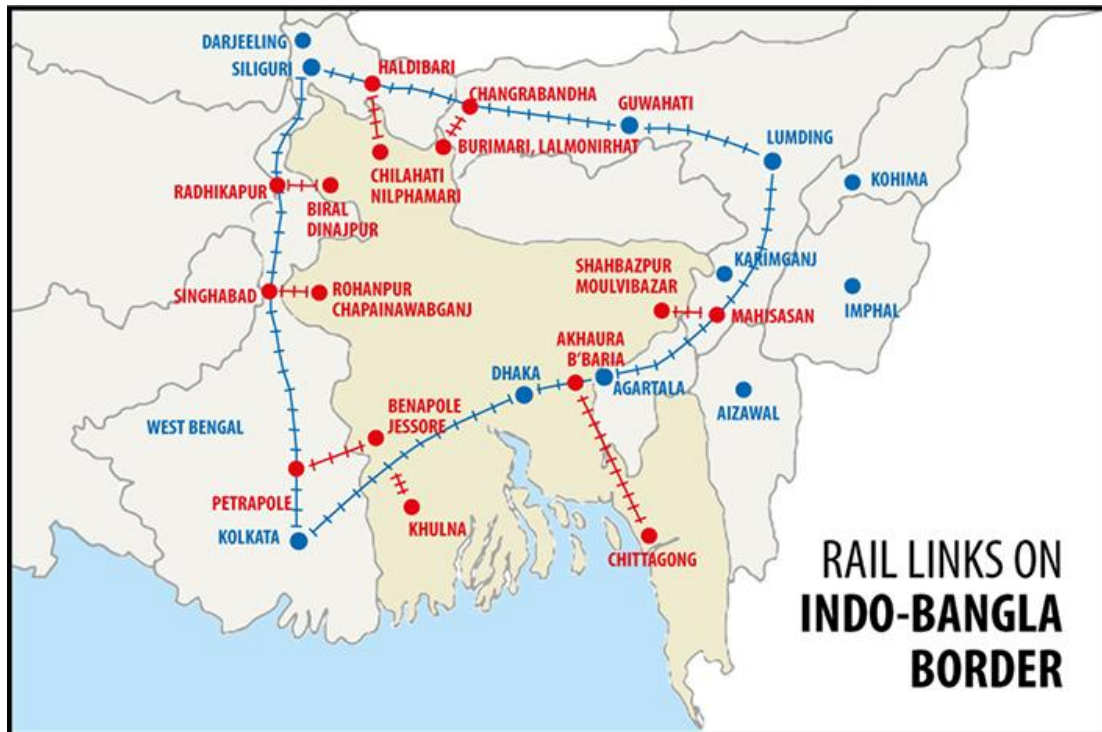 DARJEELING
SILIGURI
HALDIBARI
CHANGRABANDHA
GUWAHATI
BURIMARI, LALMONIRHAT
LUMDING
CHILAHATI
NILPHAMARI
KOHIMA
RADHIKAPUR
BIRAL
DINAJPUR
KARIMGANJ
SHAHBAZPUR
MOULVIBAZAR
SINGHABAD
ROHANPUR
CHAPAINAWABGANJ
MAHISASAN
IMPHAL
AKHAURA
B'BARIA
DHAKA
AGARTALA
AIZAWAL
BENAPOLE
JESSORE
WEST BENGAL
PETRAPOLE
KHULNA
KOLKATA
CHITTAGONG
RAIL LINKS ON
INDO-BANGLA
BORDER